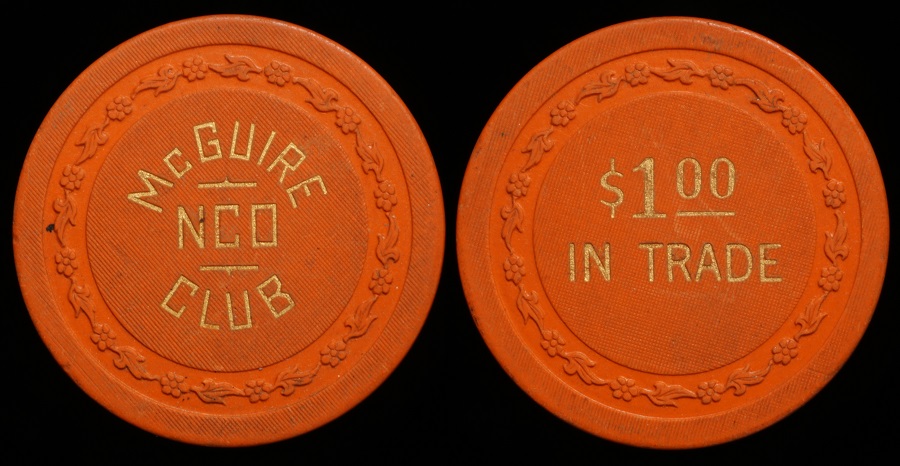 McGUIRE
NCO
CLUB
$1.00
IN TRADE